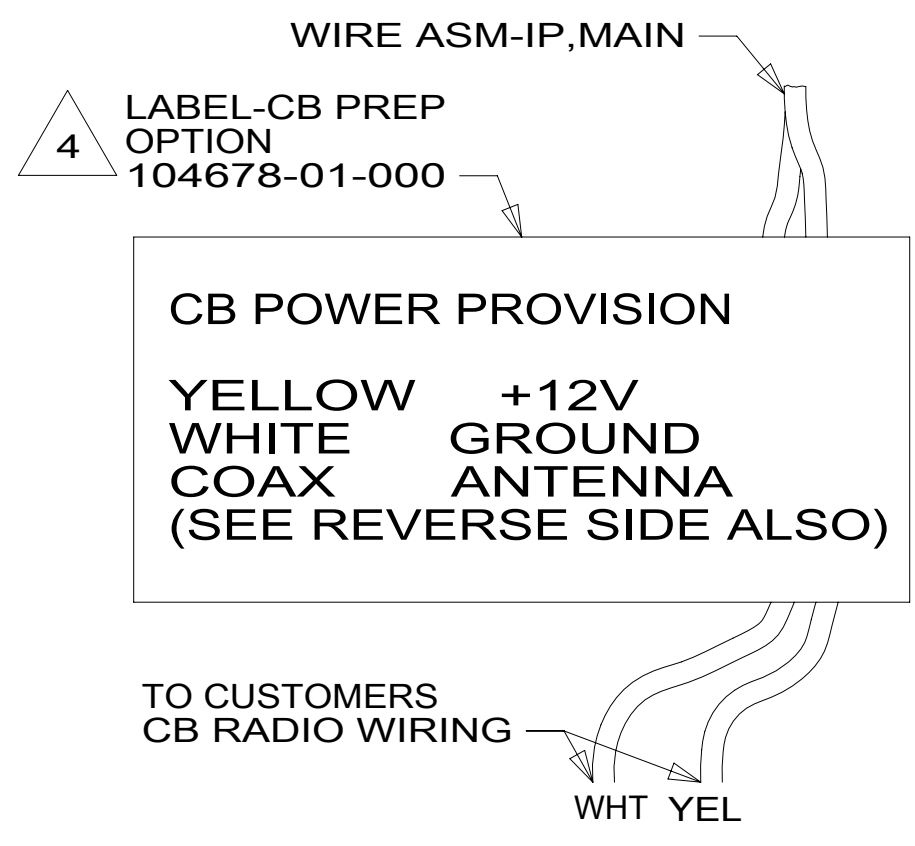 WIRE ASM-IP,MAIN
4
LABEL-CB PREP
OPTION
104678-01-000
CB POWER PROVISION
YELLOW +12V
WHITE GROUND
COAX ANTENNA
(SEE REVERSE SIDE ALSO)
TO CUSTOMERS
CB RADIO WIRING
WHT YEL